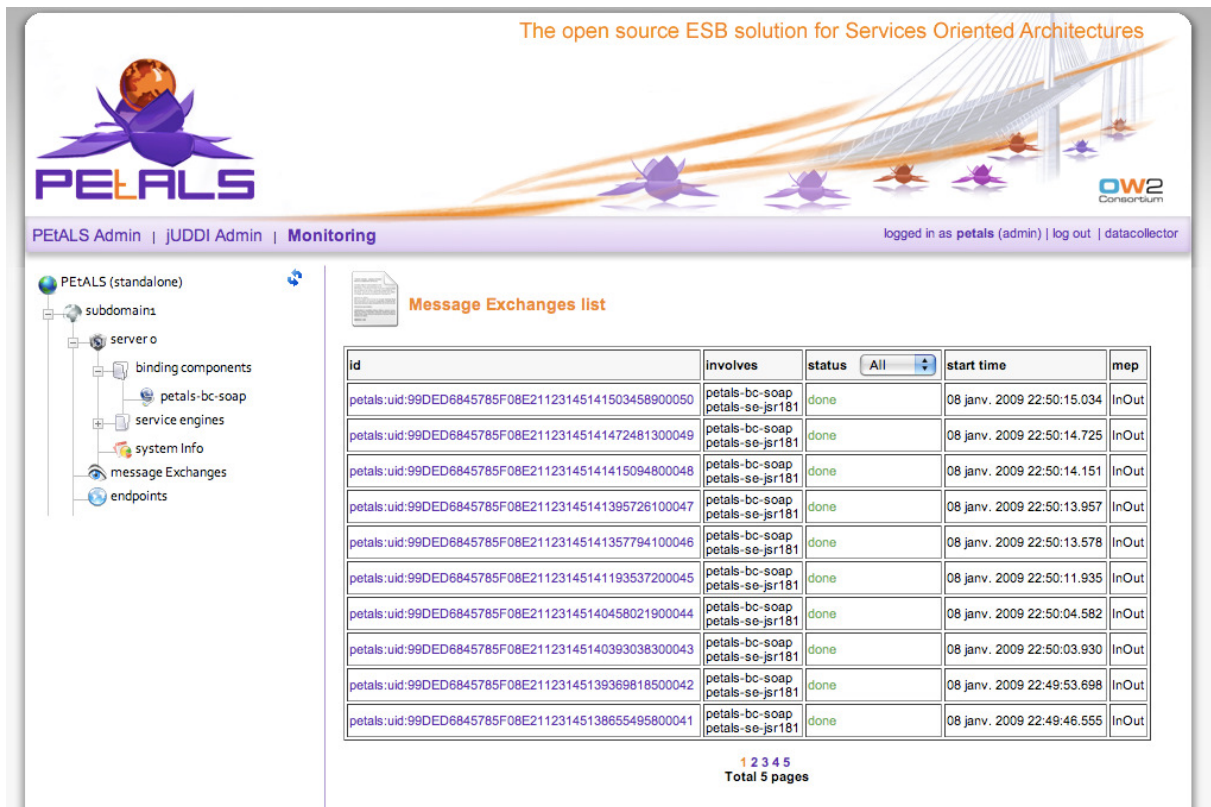 The open source ESB solution for Services Oriented Architectures
PEtALS
OW2
Consortium
PEtALS Admin | jUDDI Admin | Monitoring
logged in as petals (admin) | log out | datacollector
PEtALS (standalone)
subdomain1
server 0
binding components
petals-bc-soap
service engines
system Info
message Exchanges
endpoints
Message Exchanges list
id involves status All start time mep
petals:uid:99DED6845785F08E21123145141503458900050 petals-bc-soap petals-se-jsr181 done 08 janv. 2009 22:50:15.034 InOut
petals:uid:99DED6845785F08E21123145141472481300049 petals-bc-soap petals-se-jsr181 done 08 janv. 2009 22:50:14.725 InOut
petals:uid:99DED6845785F08E21123145141415094800048 petals-bc-soap petals-se-jsr181 done 08 janv. 2009 22:50:14.151 InOut
petals:uid:99DED6845785F08E21123145141395726100047 petals-bc-soap petals-se-jsr181 done 08 janv. 2009 22:50:13.957 InOut
petals:uid:99DED6845785F08E21123145141357794100046 petals-bc-soap petals-se-jsr181 done 08 janv. 2009 22:50:13.578 InOut
petals:uid:99DED6845785F08E21123145141193537200045 petals-bc-soap petals-se-jsr181 done 08 janv. 2009 22:50:11.935 InOut
petals:uid:99DED6845785F08E21123145140458021900044 petals-bc-soap petals-se-jsr181 done 08 janv. 2009 22:50:04.582 InOut
petals:uid:99DED6845785F08E21123145140393038300043 petals-bc-soap petals-se-jsr181 done 08 janv. 2009 22:50:03.930 InOut
petals:uid:99DED6845785F08E21123145139369818500042 petals-bc-soap petals-se-jsr181 done 08 janv. 2009 22:49:53.698 InOut
petals:uid:99DED6845785F08E21123145138655495800041 petals-bc-soap petals-se-jsr181 done 08 janv. 2009 22:49:46.555 InOut
1 2 3 4 5
Total 5 pages